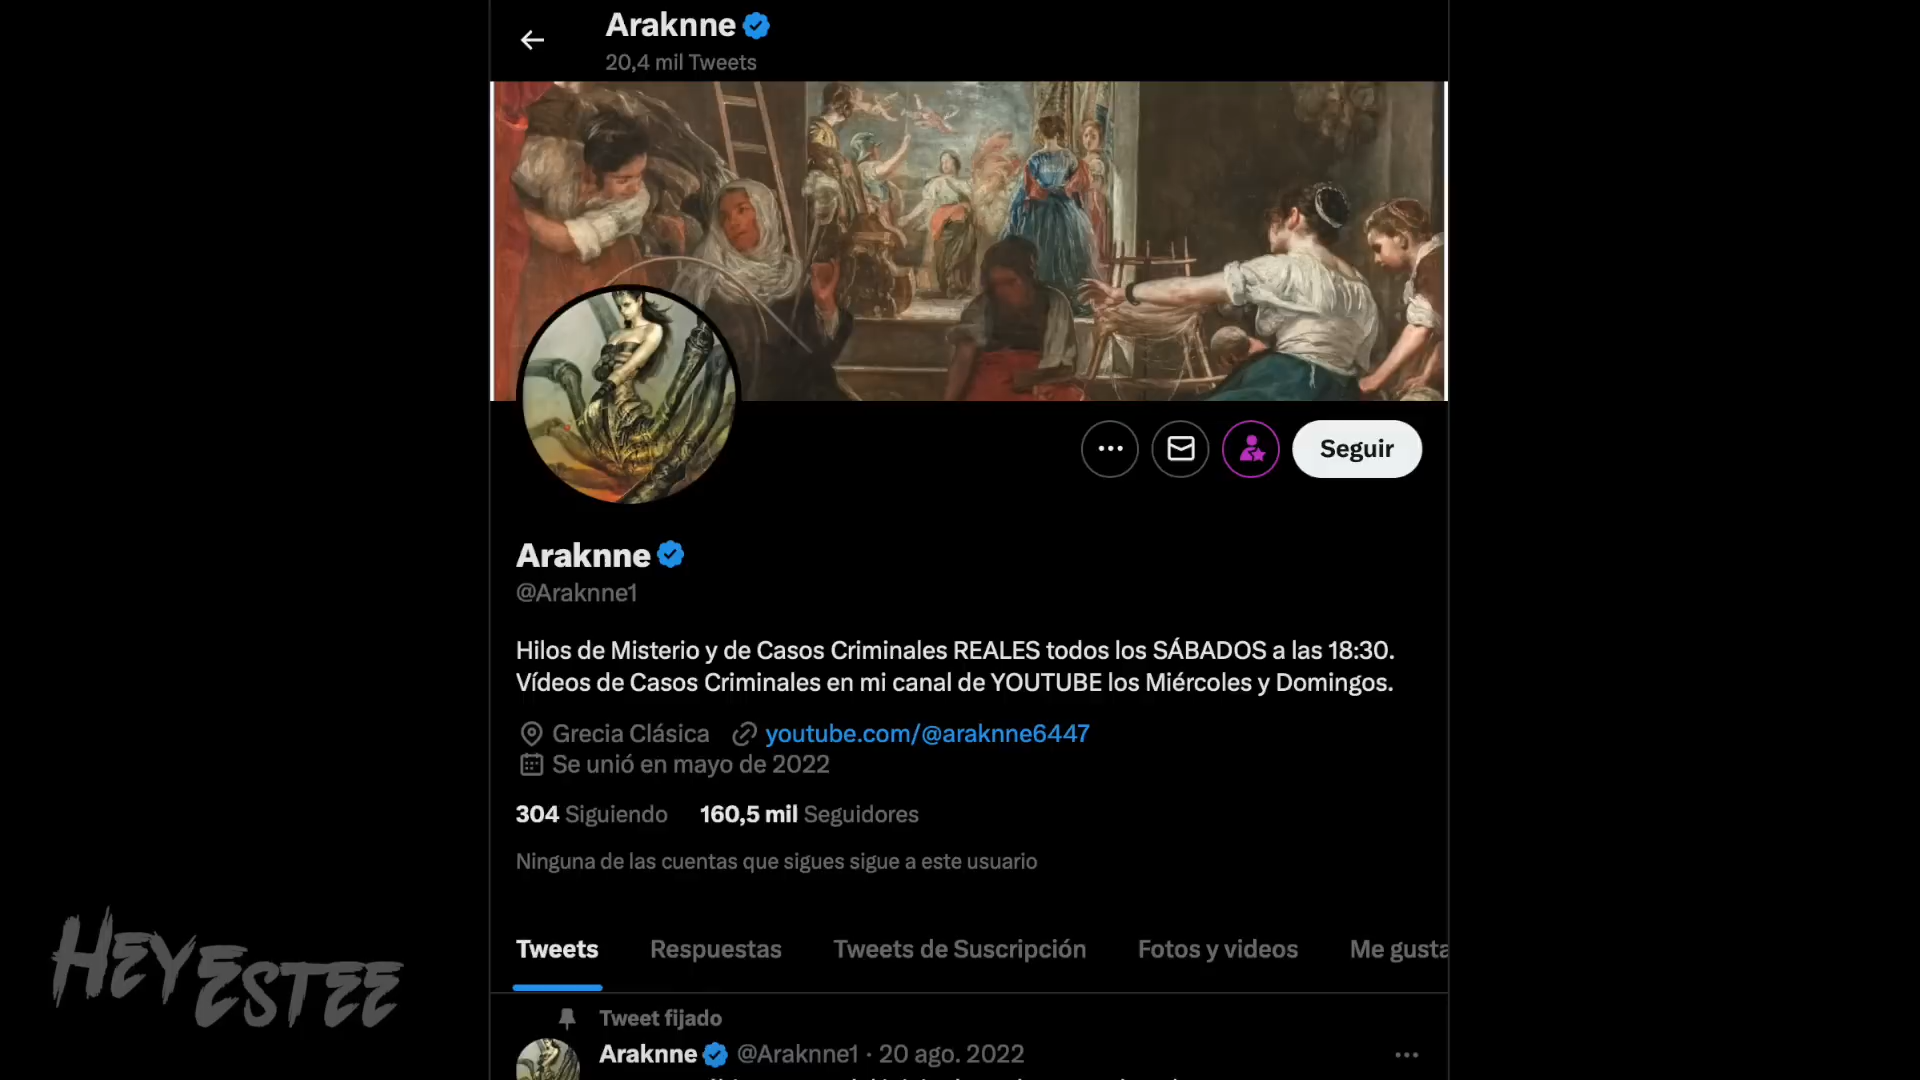 Araknne
20,4 mil Tweets
Seguir
Araknne
@Araknne1
Hilos de Misterio y de Casos Criminales REALES todos los SÁBADOS a las 18:30.
Vídeos de Casos Criminales en mi canal de YOUTUBE los Miércoles y Domingos.
Grecia Clásica youtube.com/@araknne6447
Se unió en mayo de 2022
304 Siguiendo 160,5 mil Seguidores
Ninguna de las cuentas que sigues sigue a este usuario
HEYESTEE
Tweets Respuestas Tweets de Suscripción Fotos y videos Me gusta
Tweet fijado
Araknne @Araknne1 · 20 ago. 2022